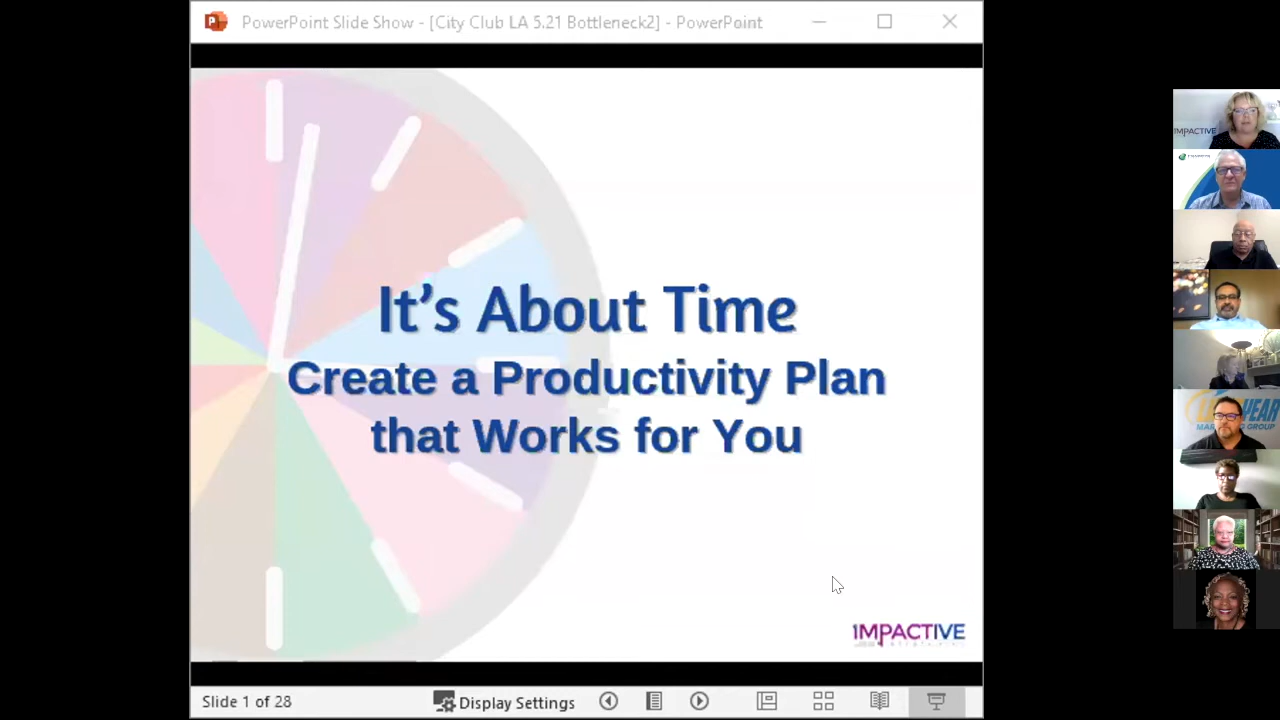 PowerPoint Slide Show - [City Club LA 5.21 Bottleneck2] - PowerPoint
It's About Time
Create a Productivity Plan
that Works for You
IMPACTIVE
Slide 1 of 28
Display Settings
IMPACTIVE